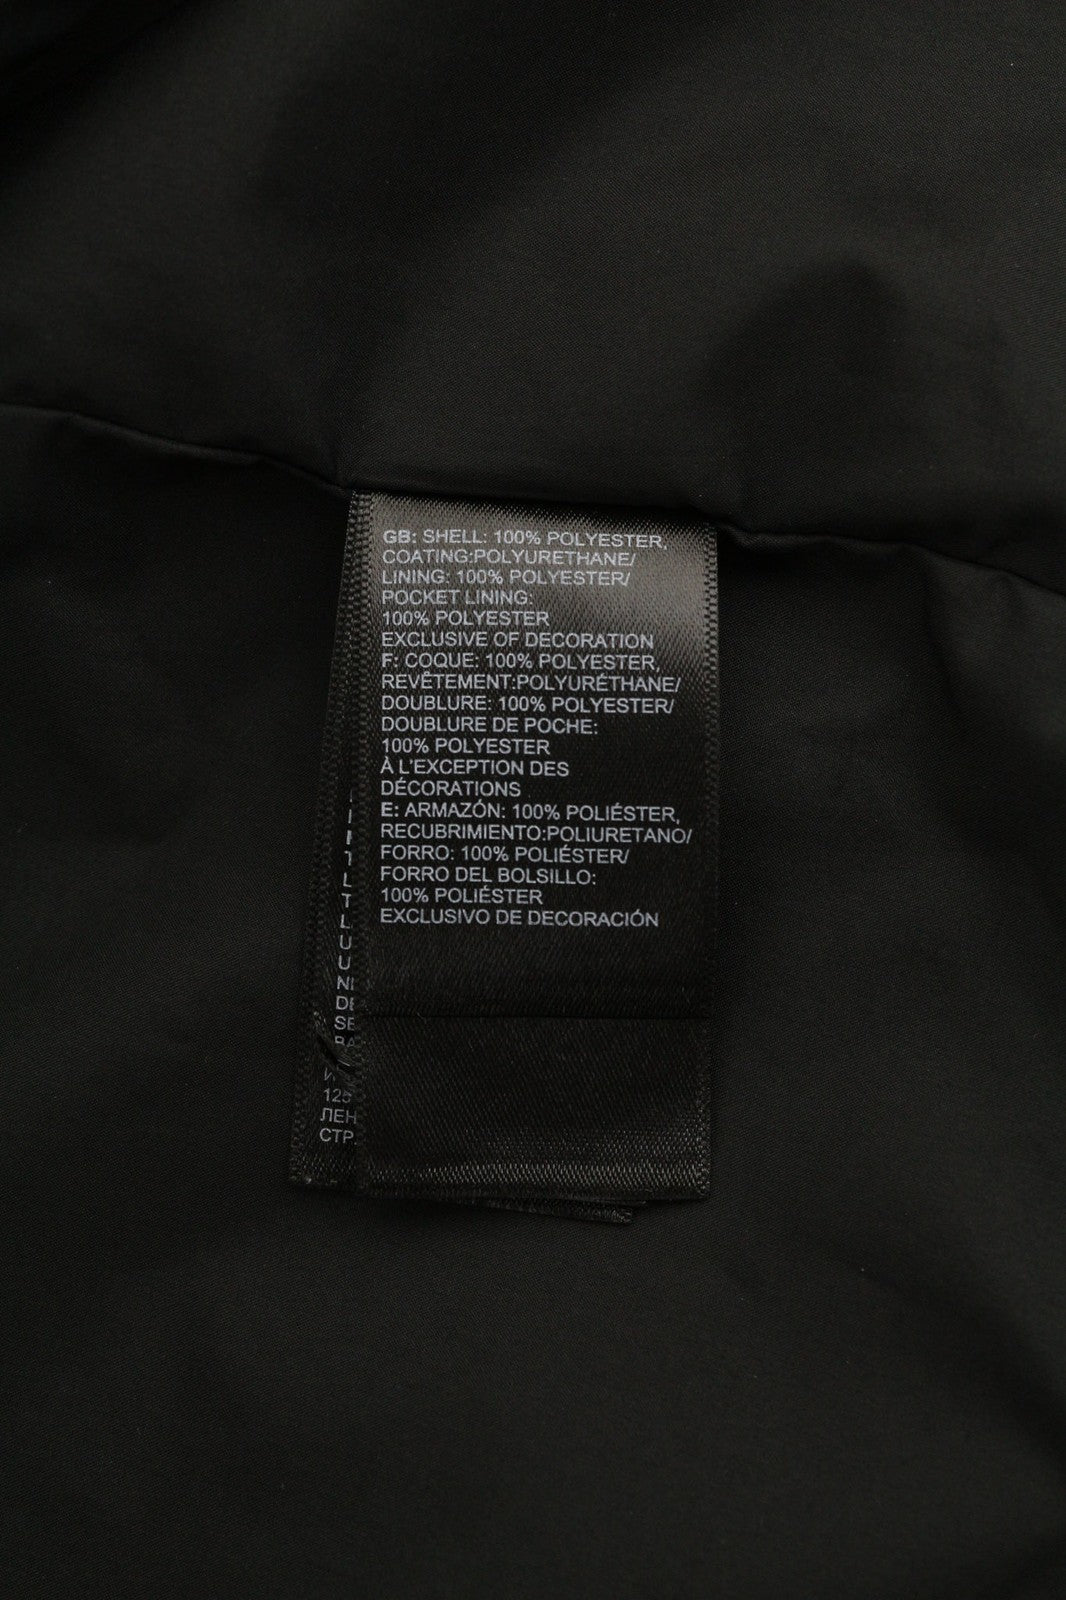 GB: SHELL: 100% POLYESTER,
COATING:POLYURETHANE/
LINING: 100% POLYESTER/
POCKET LINING:
100% POLYESTER
EXCLUSIVE OF DECORATION
F: COQUE: 100% POLYESTER,
REVÊTEMENT:POLYURÉTHANE/
DOUBLURE: 100% POLYESTER/
DOUBLURE DE POCHE:
100% POLYESTER
À L'EXCEPTION DES
DÉCORATIONS
E: ARMAZÓN: 100% POLIÉSTER,
RECUBRIMIENTO:POLIURETANO/
FORRO: 100% POLIÉSTER/
FORRO DEL BOLSILLO:
100% POLIÉSTER
EXCLUSIVO DE DECORACIÓN